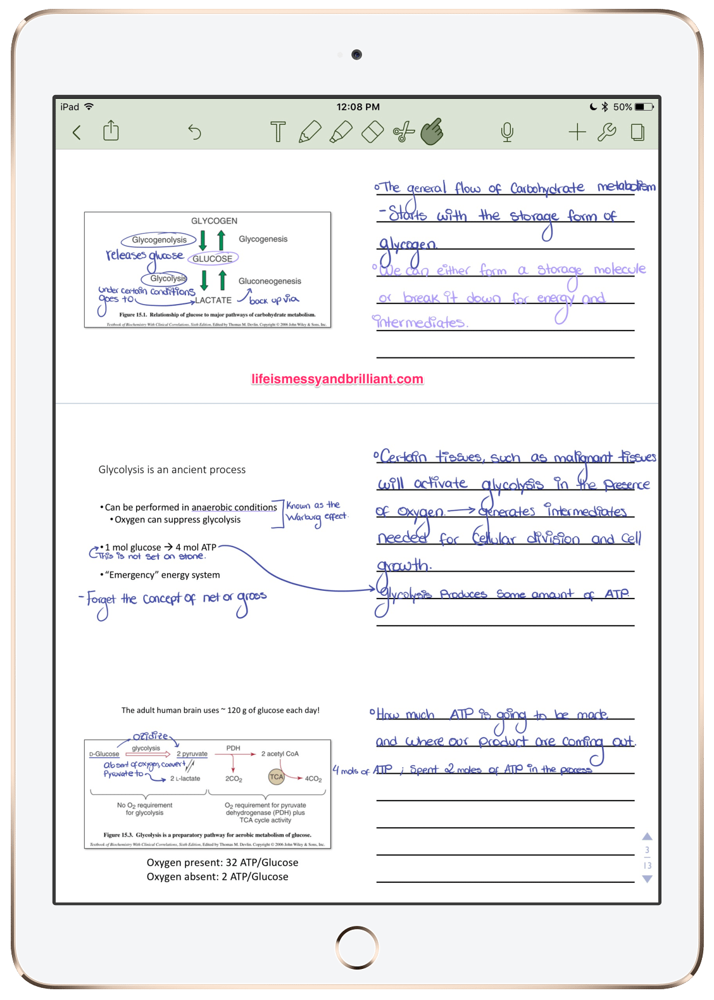 iPad 12:08 PM 50%
T
GLYCOGEN
Glycogenolysis Glycogenesis
releases glucose GLUCOSE
Glycolysis Gluconeogenesis
under certain conditions
goes to LACTATE back up via
Figure 15.1. Relationship of glucose to major pathways of carbohydrate metabolism.
Textbook of Biochemistry With Clinical Correlations, Sixth Edition, Edited by Thomas M. Devlin. Copyright © 2006 John Wiley & Sons, Inc.
°The general flow of Carbohydrate metabolism
- Starts with the storage form of
glycogen.
°We can either form a storage molecule
or break it down for energy and
intermediates.
lifeismessyandbrilliant.com
Glycolysis is an ancient process
• Can be performed in anaerobic conditions
• Oxygen can suppress glycolysis
Known as the
Warburg effect.
• 1 mol glucose → 4 mol ATP
This is not set on stone.
• “Emergency” energy system
- Forget the concept of net or gross
°Certain tissues, such as malignant tissues
will activate glycolysis in the presence
of oxygen. → generates intermediates
needed for cellular division and cell
growth.
Glycolysis Produces some amount of ATP.
The adult human brain uses ~ 120 g of glucose each day!
ozidize
glycolysis PDH
D-Glucose 2 pyruvate 2 acetyl CoA
absent of oxygen, convert
Pyruvate to 2 L-lactate 2CO2 TCA 4CO2
No O2 requirement
for glycolysis
O2 requirement for pyruvate
dehydrogenase (PDH) plus
TCA cycle activity
Figure 15.3. Glycolysis is a preparatory pathway for aerobic metabolism of glucose.
Textbook of Biochemistry With Clinical Correlations, Sixth Edition, Edited by Thomas M. Devlin. Copyright © 2006 John Wiley & Sons, Inc.
Oxygen present: 32 ATP/Glucose
Oxygen absent: 2 ATP/Glucose
°How much ATP is going to be made
and where our product are coming out.
4 mols of ATP ; Spent 2 moles of ATP in the process
3
13